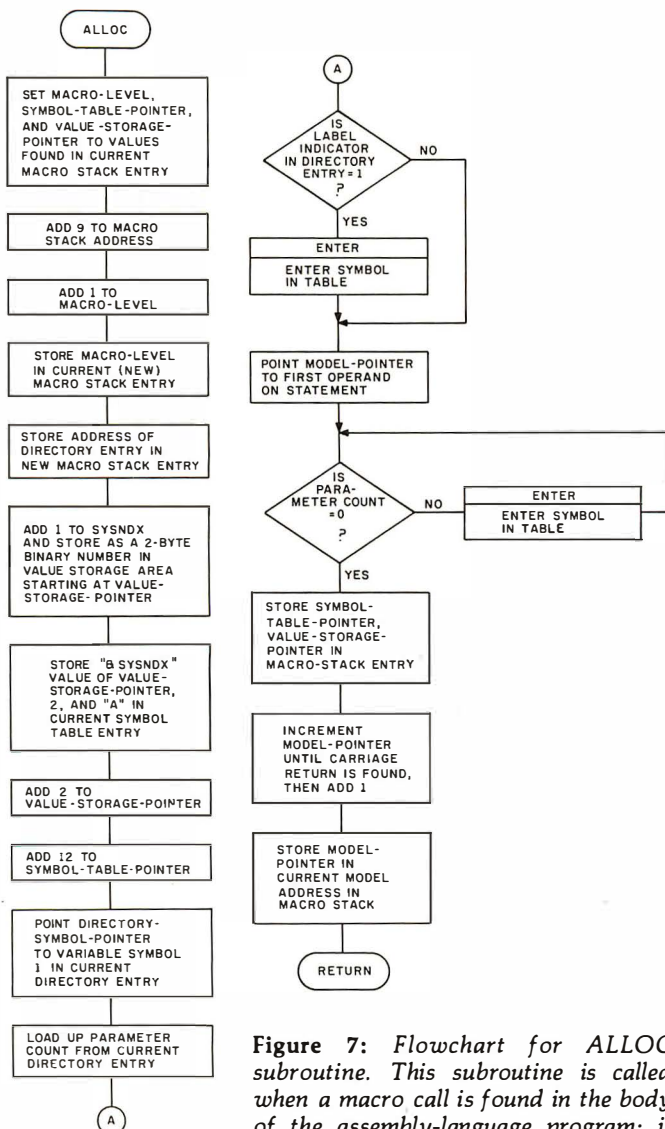 ALLOC
SET MACRO-LEVEL,
SYMBOL-TABLE-POINTER,
AND VALUE-STORAGE-
POINTER TO VALUES
FOUND IN CURRENT
MACRO STACK ENTRY
ADD 9 TO MACRO
STACK ADDRESS
ADD 1 TO
MACRO-LEVEL
STORE MACRO-LEVEL
IN CURRENT (NEW)
MACRO STACK ENTRY
STORE ADDRESS OF
DIRECTORY ENTRY IN
NEW MACRO STACK ENTRY
ADD 1 TO SYSNDX
AND STORE AS A 2-BYTE
BINARY NUMBER IN
VALUE STORAGE AREA
STARTING AT VALUE-
STORAGE-POINTER
STORE "& SYSNDX"
VALUE OF VALUE-
STORAGE-POINTER,
2, AND "A" IN
CURRENT SYMBOL
TABLE ENTRY
ADD 2 TO
VALUE-STORAGE-POINTER
ADD 12 TO
SYMBOL-TABLE-POINTER
POINT DIRECTORY-
SYMBOL-POINTER
TO VARIABLE SYMBOL
1 IN CURRENT
DIRECTORY ENTRY
LOAD UP PARAMETER
COUNT FROM CURRENT
DIRECTORY ENTRY
A
A
IS
LABEL
INDICATOR
IN DIRECTORY
ENTRY=1
?
NO
YES
ENTER
ENTER SYMBOL
IN TABLE
POINT MODEL-POINTER
TO FIRST OPERAND
ON STATEMENT
IS
PARA-
METER COUNT
=0
?
NO
ENTER
ENTER SYMBOL
IN TABLE
YES
STORE SYMBOL-
TABLE-POINTER,
VALUE-STORAGE-
POINTER IN
MACRO-STACK ENTRY
INCREMENT
MODEL-POINTER
UNTIL CARRIAGE
RETURN IS FOUND,
THEN ADD 1
STORE MODEL-
POINTER IN
CURRENT MODEL
ADDRESS IN
MACRO STACK
RETURN
Figure 7: Flowchart for ALLOC
subroutine. This subroutine is called
when a macro call is found in the body
of the assembly-language program;